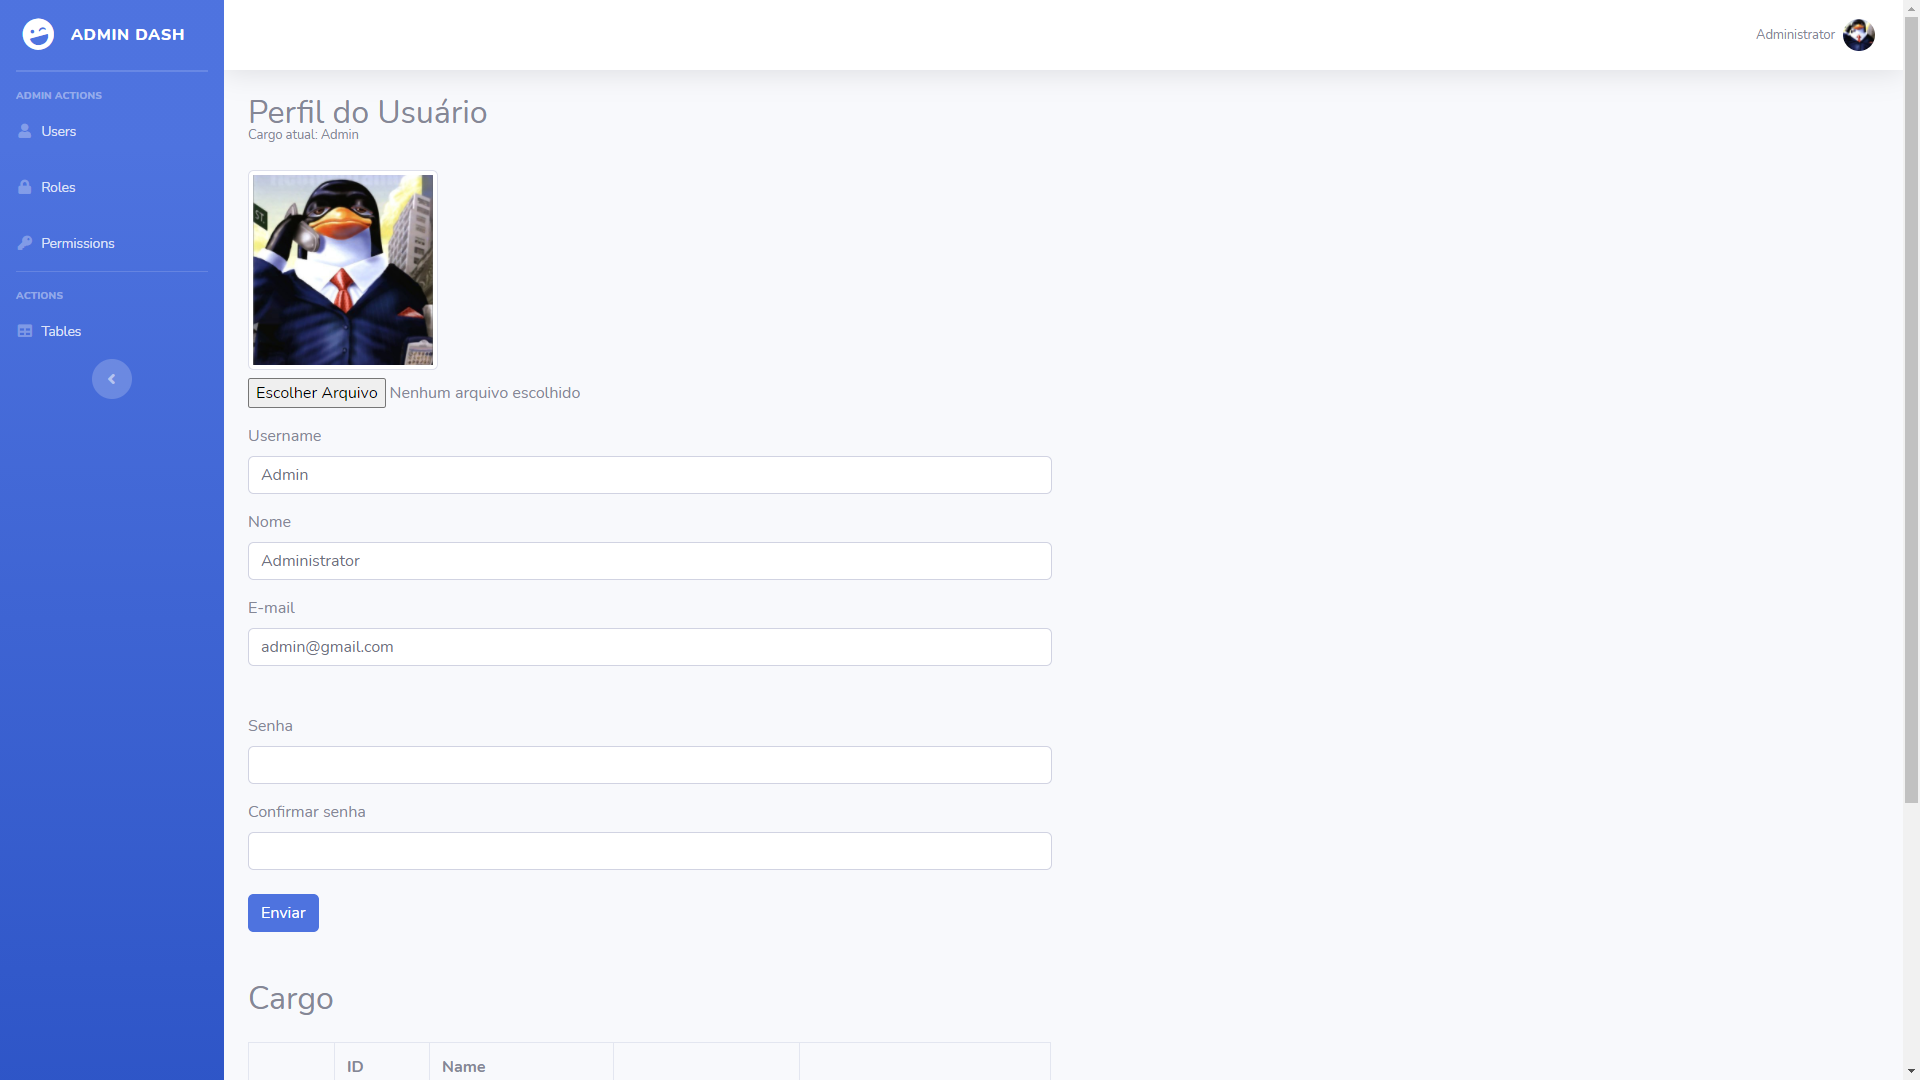 ADMIN DASH
Administrator
ADMIN ACTIONS
Users
Roles
Permissions
ACTIONS
Tables
Perfil do Usuário
Cargo atual: Admin
ST.
Escolher Arquivo Nenhum arquivo escolhido
Username
Admin
Nome
Administrator
E-mail
admin@gmail.com
Senha
Confirmar senha
Enviar
Cargo
ID Name